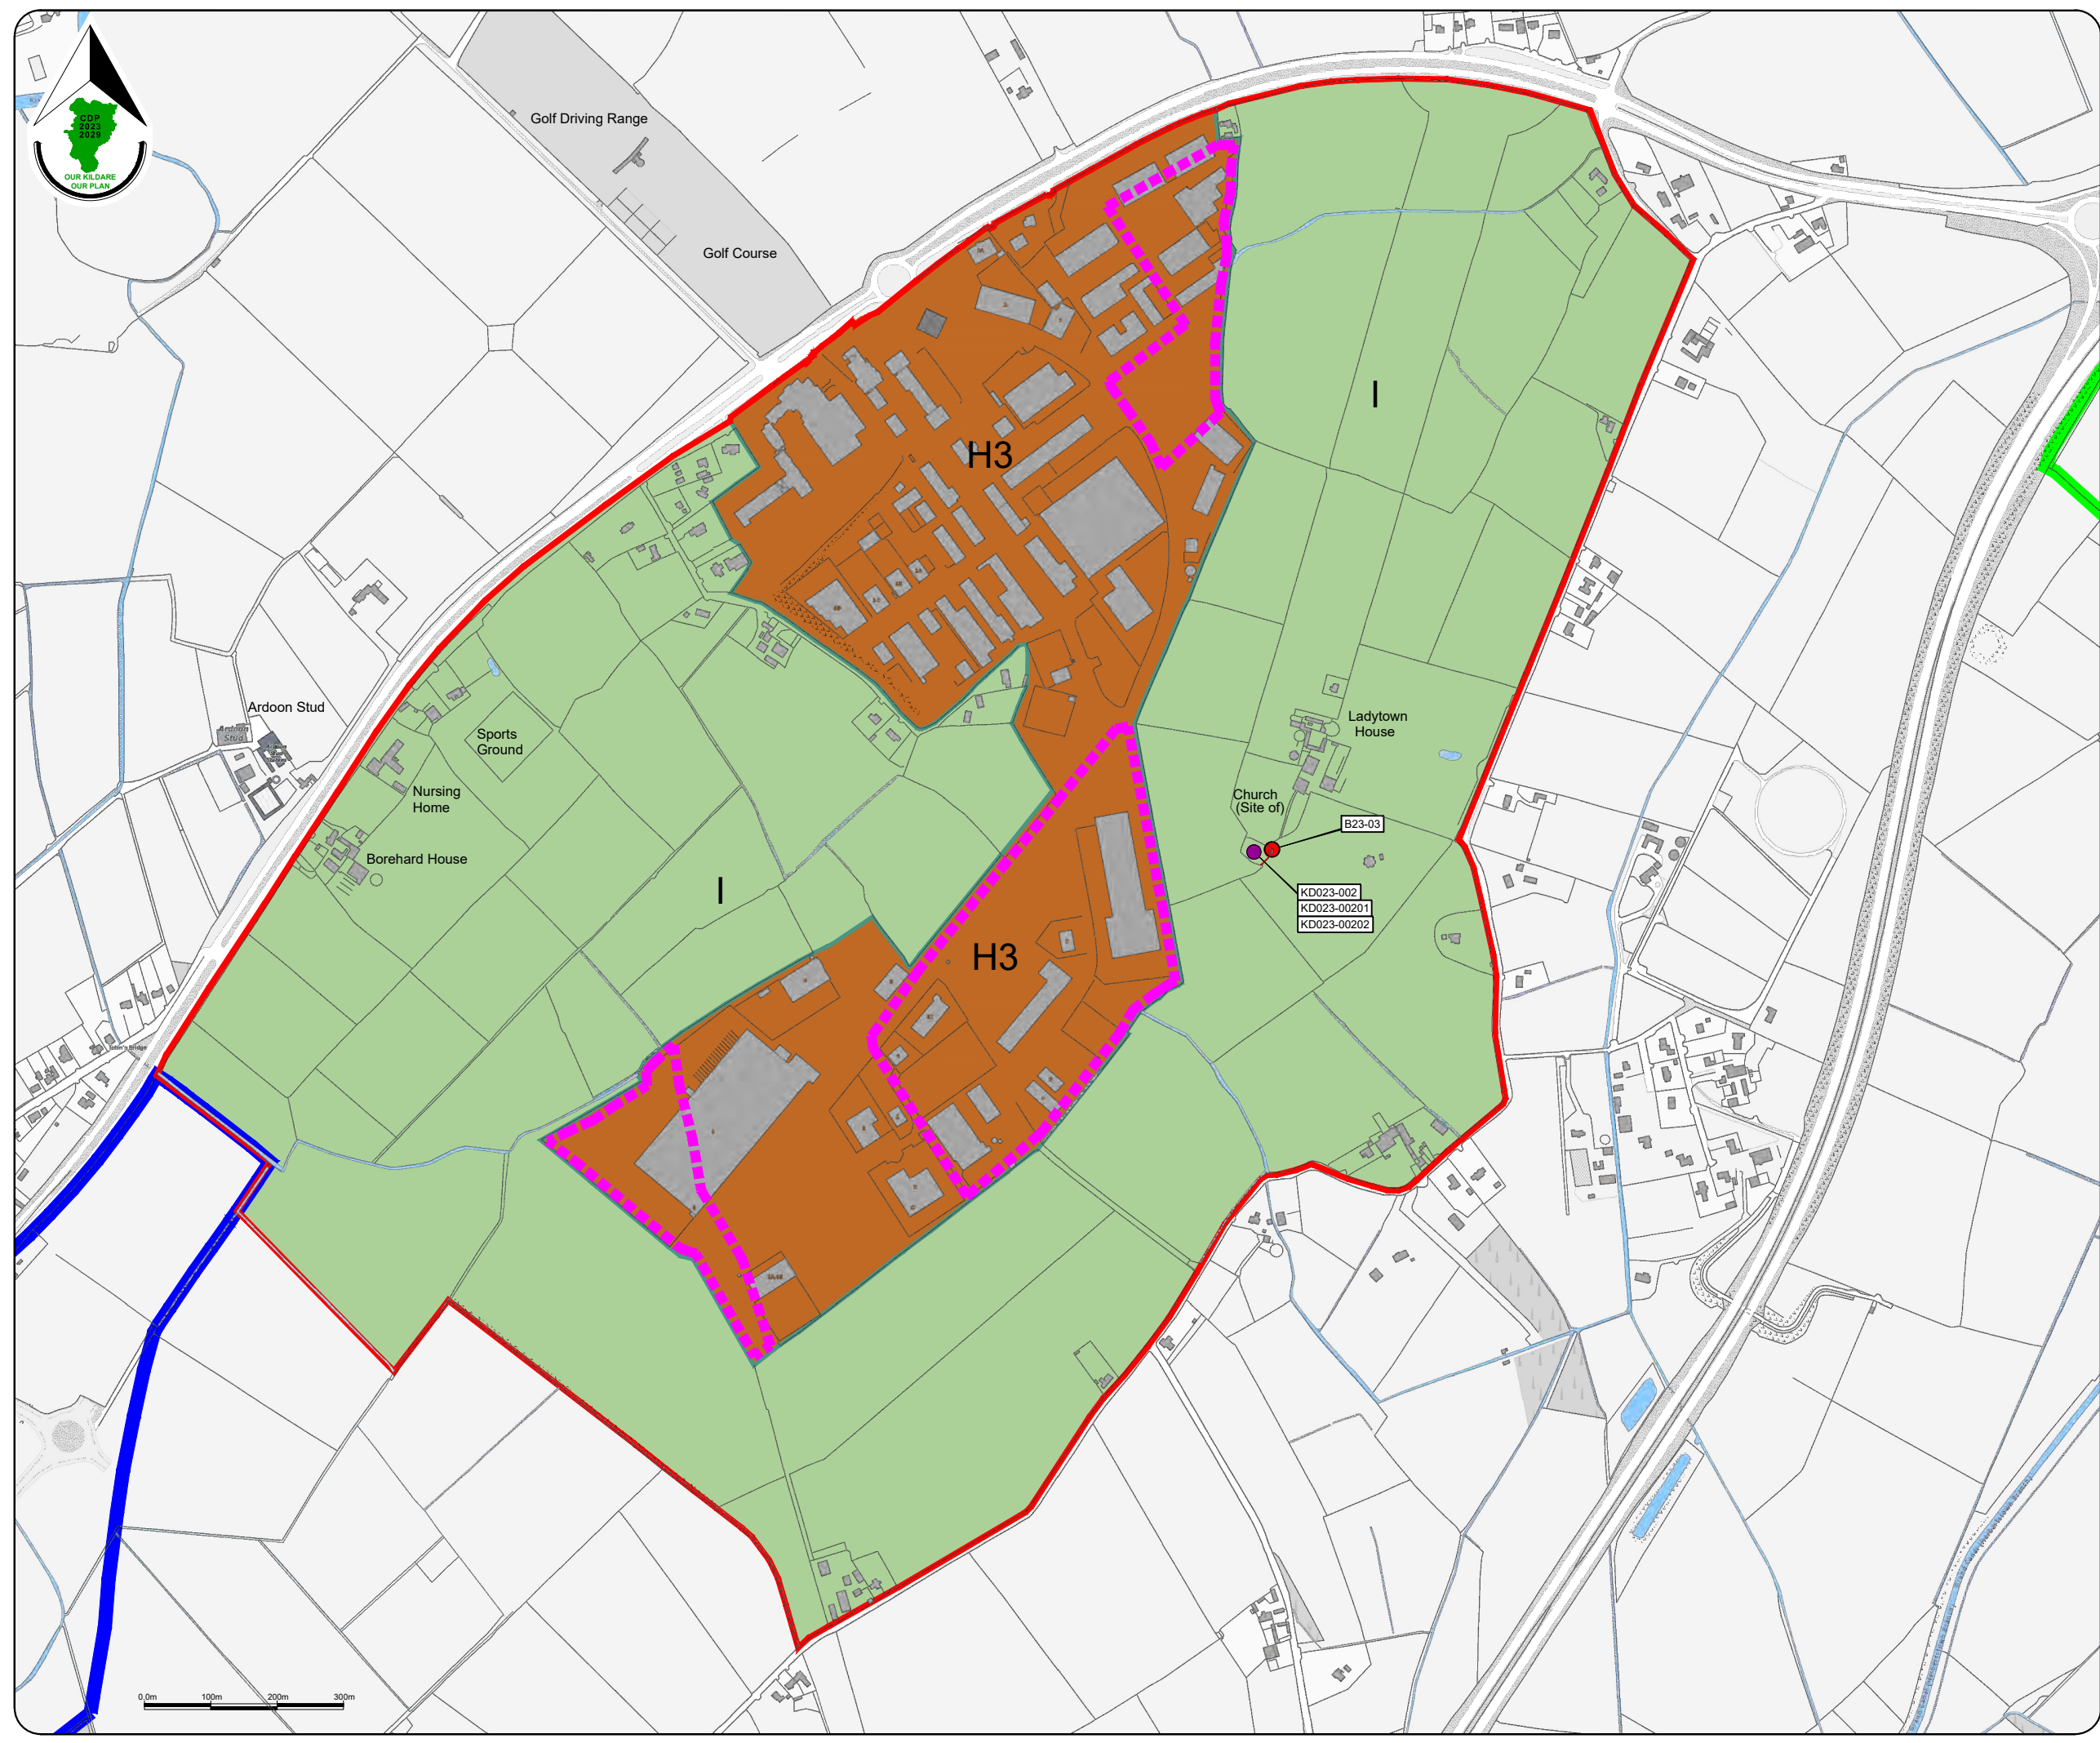 CDP
2023
2029
OUR KILDARE
OUR PLAN
Golf Driving Range
Golf Course
I
H3
Ardoon Stud
Ardoon
Stud
Sports
Ground
Ladytown
House
Nursing
Home
Church
(Site of)
B23-03
Borehard House
I
KD023-002
KD023-00201
KD023-00202
H3
0.0m
100m
200m
300m